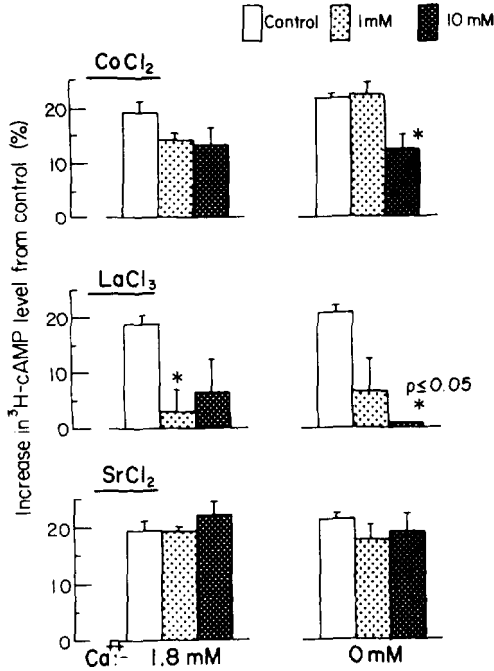 Control 1mM 10 mM
CoCl2
20
10
0
*
LaCl3
20
10
0
*
p≤0.05
*
SrCl2
20
10
0
Increase in 3H-cAMP level from control (%)
Ca++:- 1.8 mM 0 mM